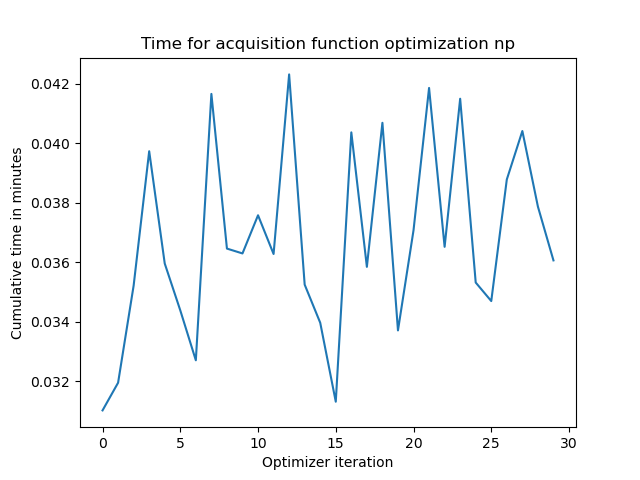 Time for acquisition function optimization np
Cumulative time in minutes
0.042
0.040
0.038
0.036
0.034
0.032
0 5 10 15 20 25 30
Optimizer iteration